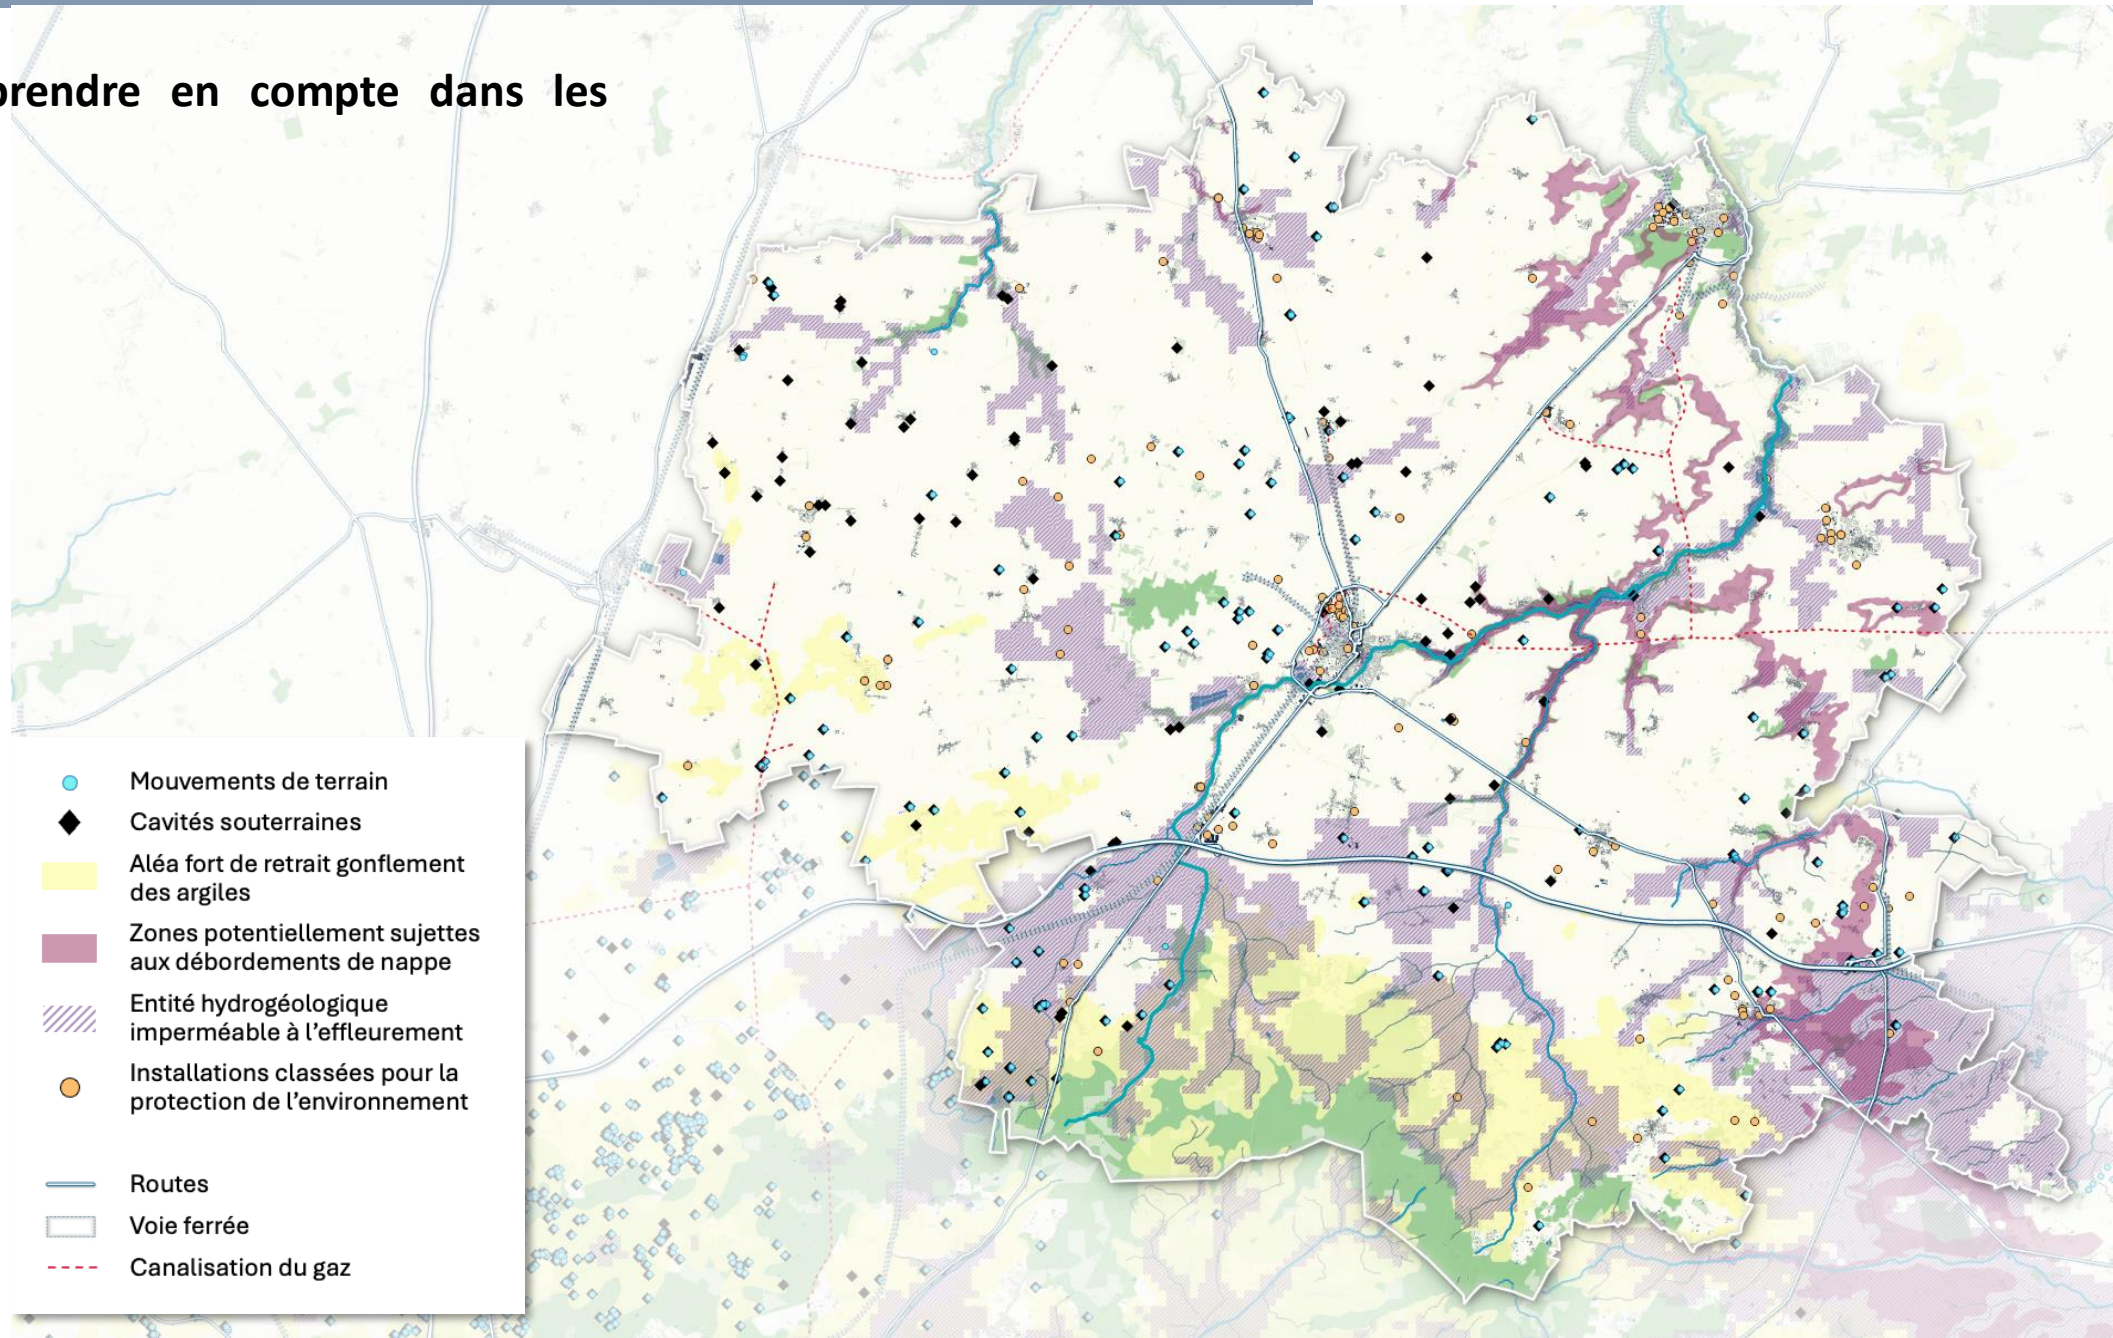 prendre en compte dans les
Mouvements de terrain
Cavités souterraines
Aléa fort de retrait gonflement
des argiles
Zones potentiellement sujettes
aux débordements de nappe
Entité hydrogéologique
imperméable à l'effleurement
Installations classées pour la
protection de l'environnement
Routes
Voie ferrée
Canalisation du gaz